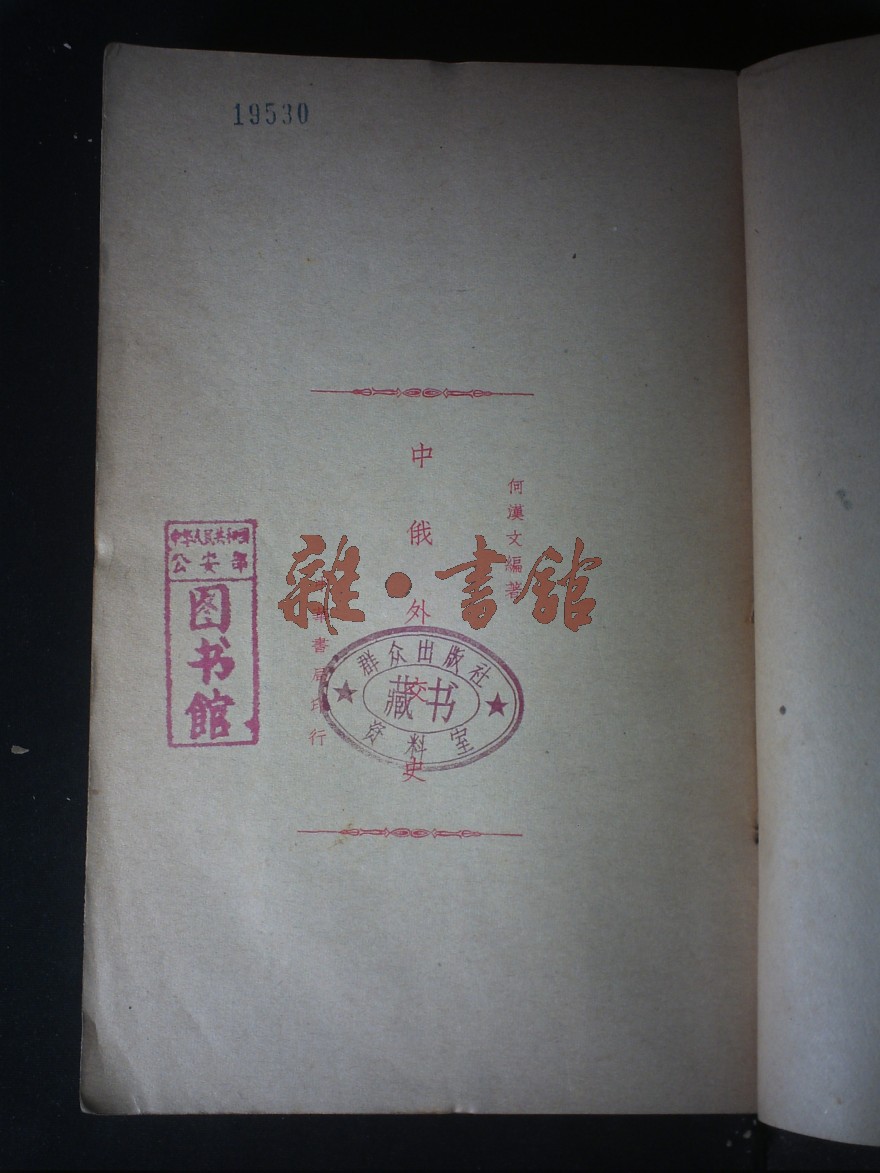 19530
何漢文編著
中俄外交史
書局印行
雜·書館
中华人民共和国
公安部
图书馆
群众出版社
藏书
资料室